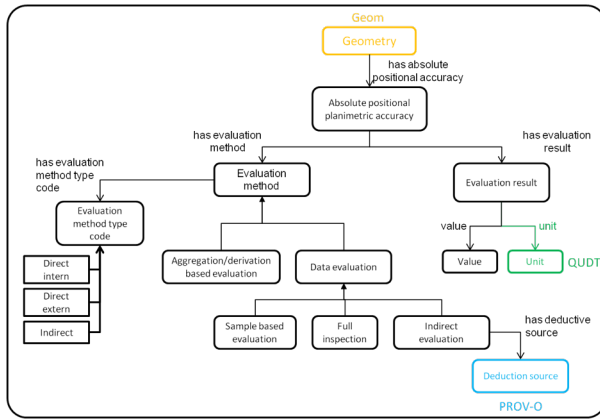 Geom
Geometry
has absolute
positional accuracy
Absolute positional
planimetric accuracy
has evaluation
method
has evaluation
result
has evaluation
method type
code
Evaluation
method
Evaluation result
Evaluation
method type
code
value
unit
Direct
intern
Aggregation/derivation
based evaluation
Data evaluation
Value
Unit
QUDT
Direct
extern
Indirect
Sample based
evaluation
Full
inspection
Indirect
evaluation
has deductive
source
Deduction source
PROV-O